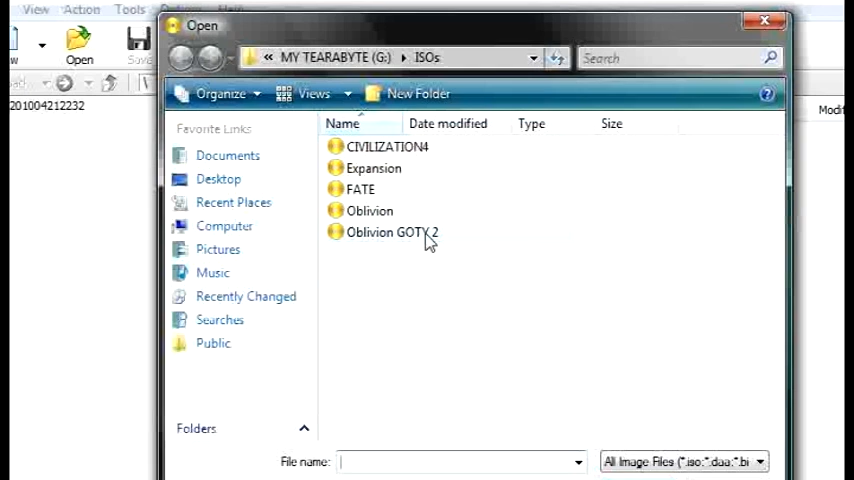 View Action Tools
Open
Open
Save
« MY TEARABYTE (G:) ▸ ISOs
Search
201004212232
Organize Views New Folder
Modi
Favorite Links
Name Date modified Type Size
Documents
Desktop
Recent Places
Computer
Pictures
Music
Recently Changed
Searches
Public
CIVILIZATION4
Expansion
FATE
Oblivion
Oblivion GOTY 2
Folders
File name:
All Image Files (*.iso;*.daa;*.bi